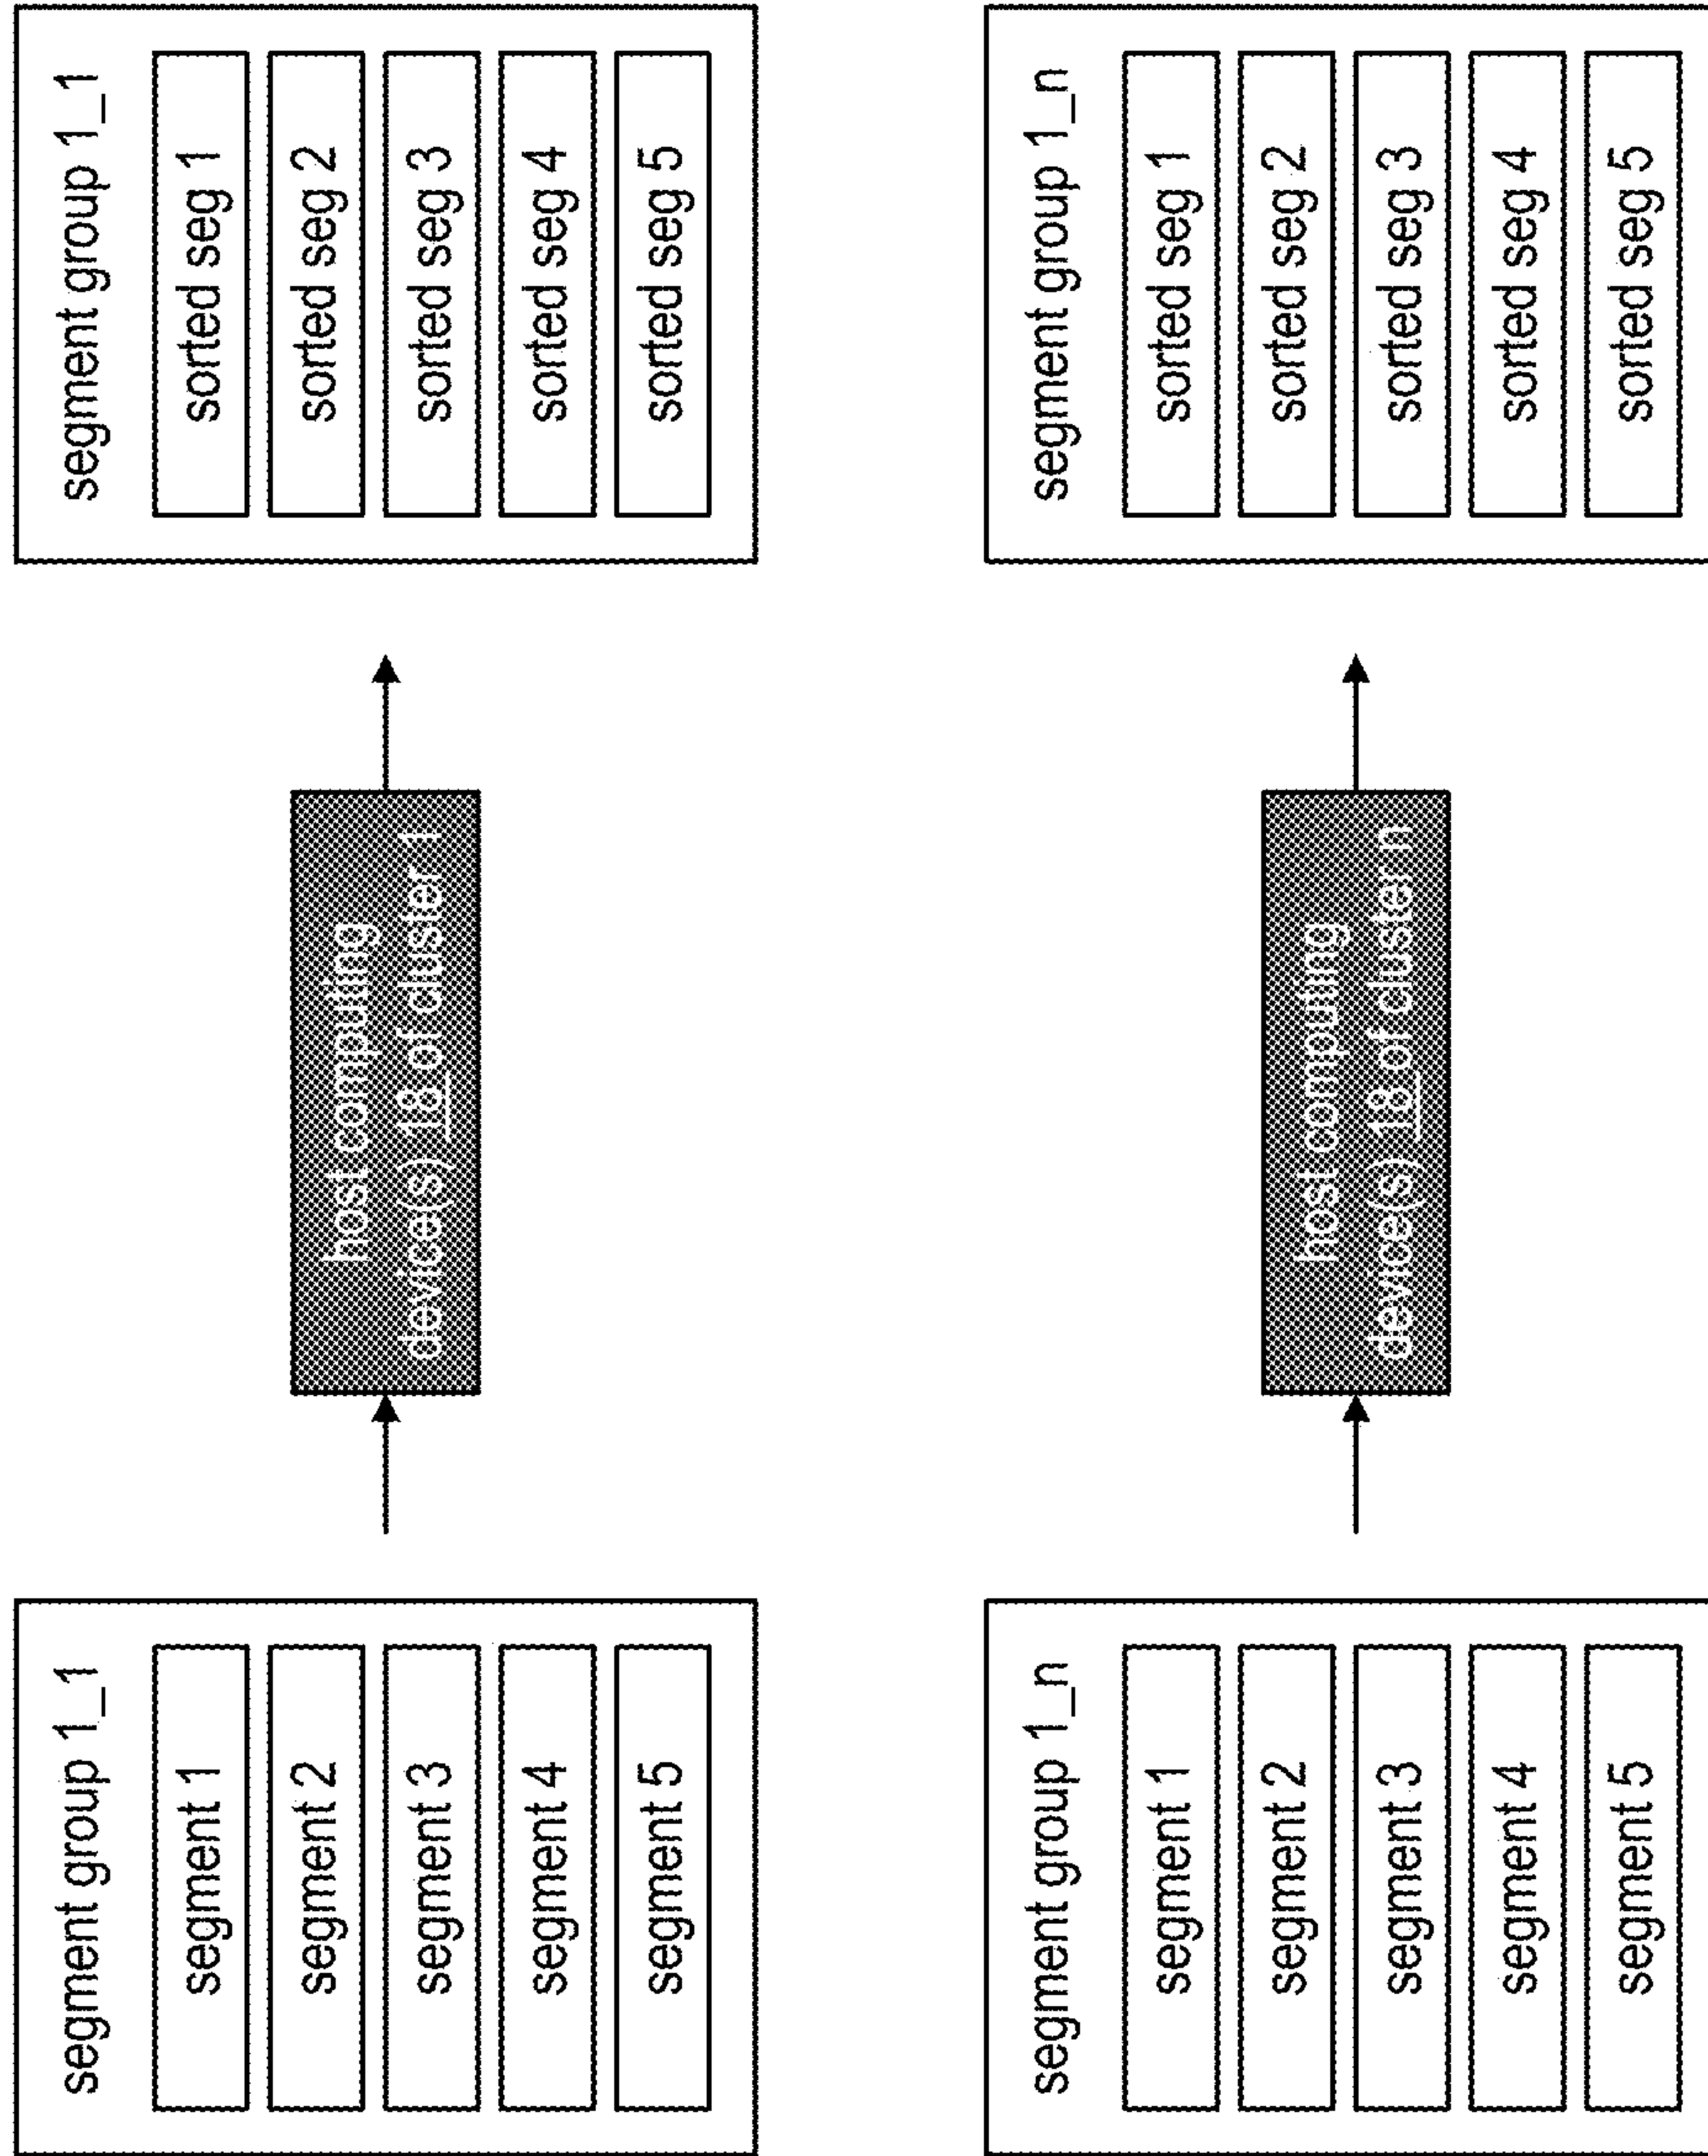 segment group 1_1
segment 1
segment 2
segment 3
segment 4
segment 5
host computing
device(s) 18 of cluster 1
segment group 1_1
sorted seg 1
sorted seg 2
sorted seg 3
sorted seg 4
sorted seg 5
segment group 1_n
segment 1
segment 2
segment 3
segment 4
segment 5
host computing
device(s) 18 of cluster n
segment group 1_n
sorted seg 1
sorted seg 2
sorted seg 3
sorted seg 4
sorted seg 5